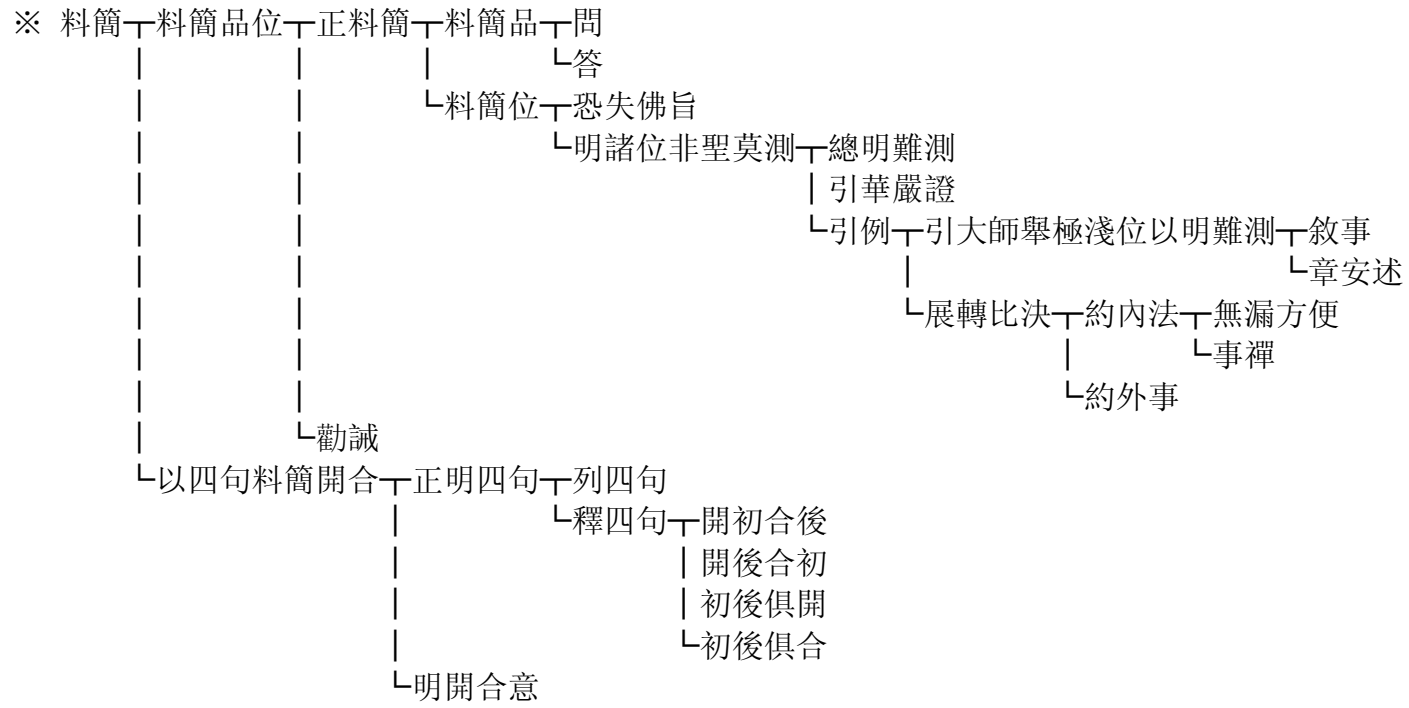 ※ 料簡┬料簡品位┬正料簡┬料簡品┬問
│ │ │ └答
│ │ └料簡位┬恐失佛旨
│ │ └明諸位非聖莫測┬總明難測
│ │ │引華嚴證
│ │ └引例┬引大師舉極淺位以明難測┬敘事
│ │ │ └章安述
│ │ └展轉比決┬約內法┬無漏方便
│ │ │ └事禪
│ │ └約外事
│ └勸誡
└以四句料簡開合┬正明四句┬列四句
│ └釋四句┬開初合後
│ │開後合初
│ │初後俱開
│ └初後俱合
└明開合意